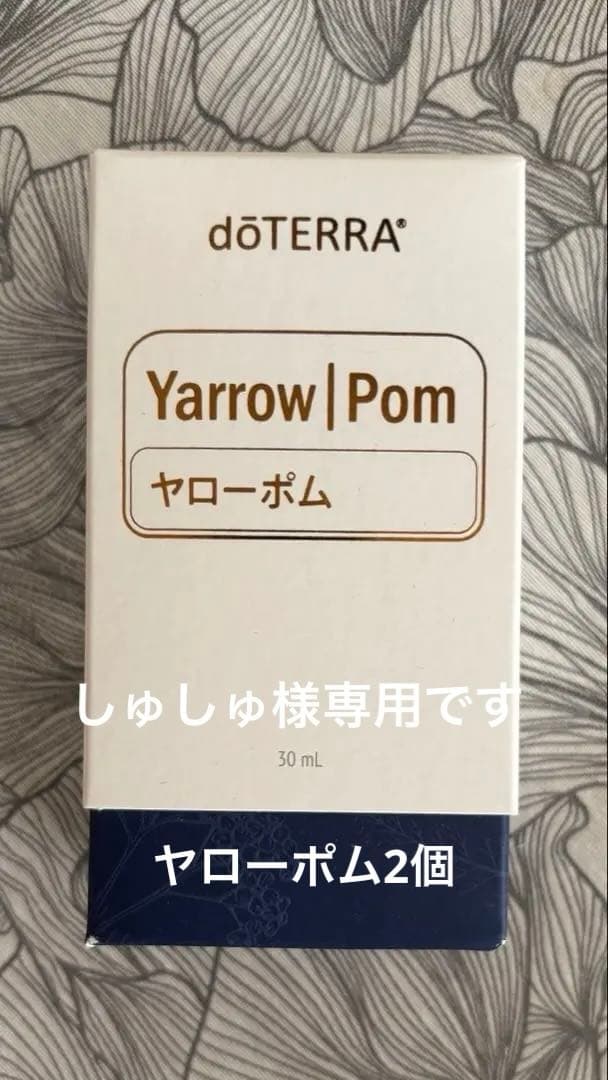 dōTERRA®
Yarrow|Pom
ヤローポム
しゅしゅ様専用です
30 mL
ヤローポム2個